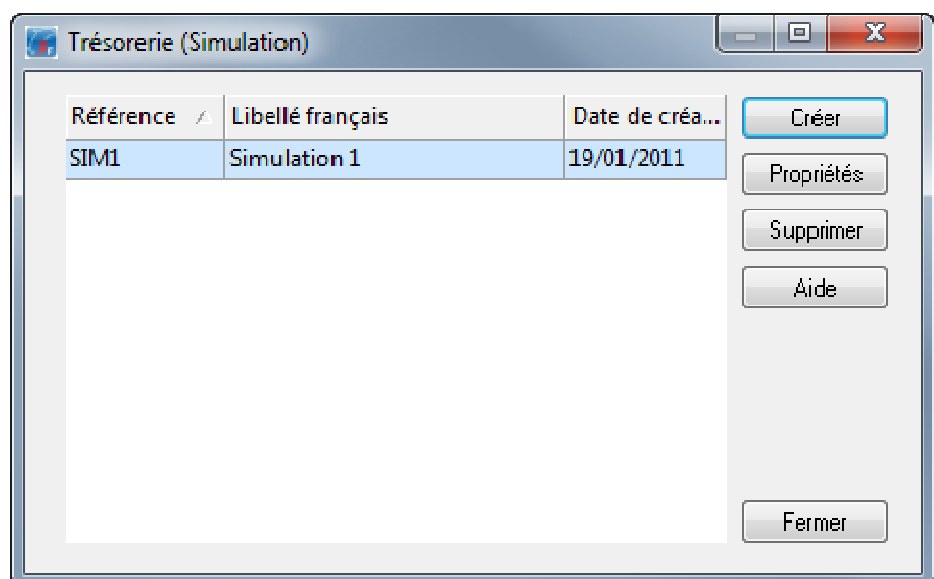 Trésorerie (Simulation)
Référence Libellé français Date de créa...
SIM1 Simulation 1 19/01/2011
Créer
Propriétés
Supprimer
Aide
Fermer